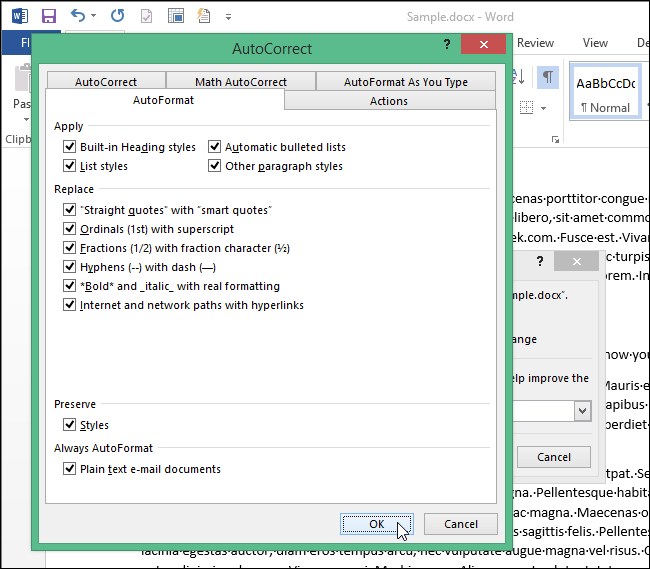 Sample.docx - Word
AutoCorrect
?
Review
View
Pas
Clipb
AaBbCcDc
¶ Normal
AutoCorrect
Math AutoCorrect
AutoFormat As You Type
AutoFormat
Actions
Apply
Built-in Heading styles
Automatic bulleted lists
List styles
Other paragraph styles
Replace
"Straight quotes" with “smart quotes”
Ordinals (1st) with superscript
Fractions (1/2) with fraction character (½)
Hyphens (--) with dash (—)
*Bold* and _italic_ with real formatting
Internet and network paths with hyperlinks
Preserve
Styles
Always AutoFormat
Plain text e-mail documents
OK
Cancel
cenas·porttitor·congue·
libero,·sit·amet·commo
ek.com.·Fusce·est.·Viva
c·turpis
orem.·In
?
mple.docx".
ange
elp improve the
Cancel
now·you
Mauris·e
apibus·
perdiet·
tpat.·Se
gna.·Pellentesque·habita
ac·magna.·Maecenas·o
sagittis·felis.·Pellentes
lacinia·egestas·auctor,·diam·eros·tempus·arcu,·nec·vulputate·augue·magna·vel·risus.·C